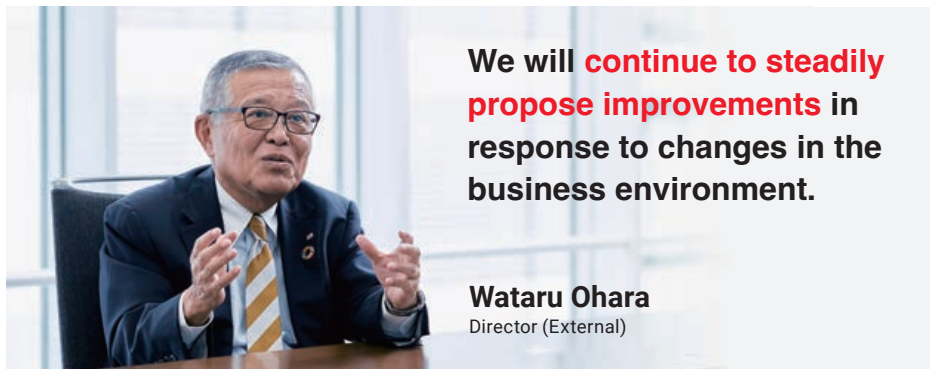 We will continue to steadily
propose improvements in
response to changes in the
business environment.
Wataru Ohara
Director (External)